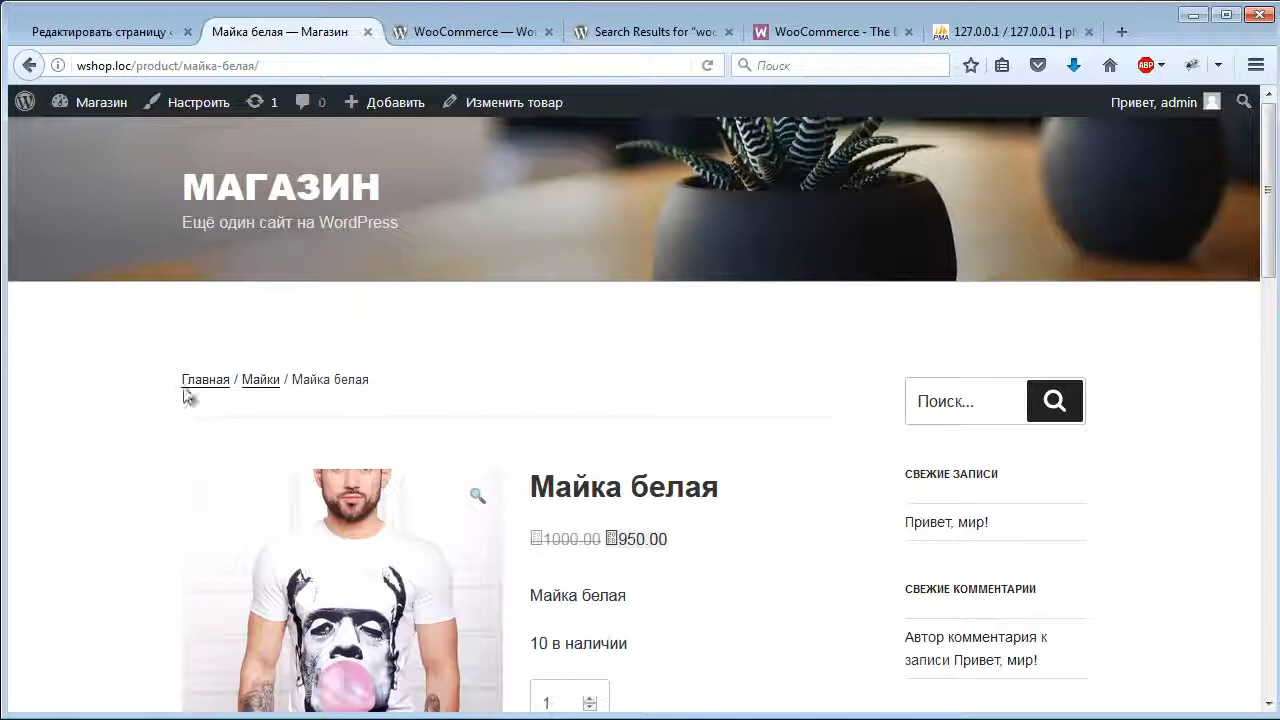 Редактировать страницу
Майка белая — Магазин
WooCommerce — Wo
Search Results for "woo
WooCommerce - The
127.0.0.1 / 127.0.0.1 | pl
wshop.loc/product/майка-белая/
Поиск
Магазин
Настроить
1
0
Добавить
Изменить товар
Привет, admin
МАГАЗИН
Ещё один сайт на WordPress
Главная / Майки / Майка белая
Поиск...
СВЕЖИЕ ЗАПИСИ
Майка белая
Привет, мир!
1000.00 950.00
СВЕЖИЕ КОММЕНТАРИИ
Майка белая
Автор комментария к
записи Привет, мир!
10 в наличии
1